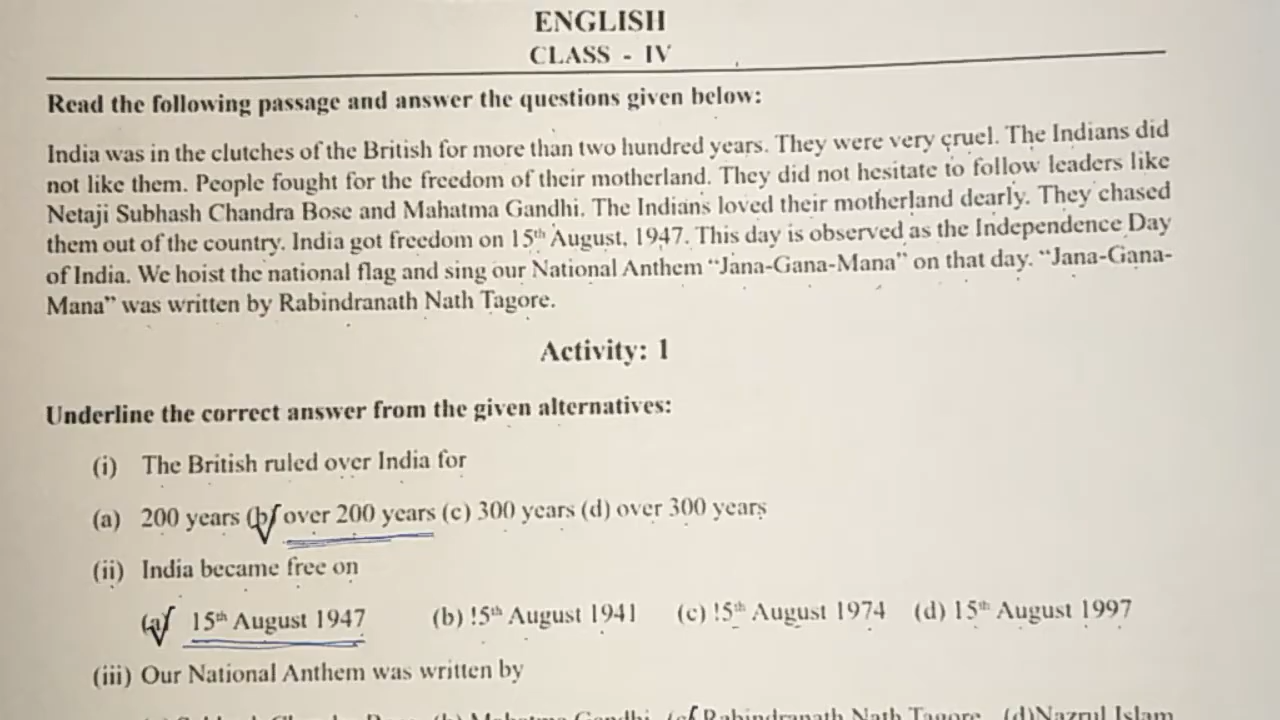 ENGLISH
CLASS - IV
Read the following passage and answer the questions given below:
India was in the clutches of the British for more than two hundred years. They were very cruel. The Indians did
not like them. People fought for the freedom of their motherland. They did not hesitate to follow leaders like
Netaji Subhash Chandra Bose and Mahatma Gandhi. The Indians loved their motherland dearly. They chased
them out of the country. India got freedom on 15th August, 1947. This day is observed as the Independence Day
of India. We hoist the national flag and sing our National Anthem “Jana-Gana-Mana” on that day. “Jana-Gana-
Mana” was written by Rabindranath Nath Tagore.
Activity: 1
Underline the correct answer from the given alternatives:
(i) The British ruled over India for
(a) 200 years (b) over 200 years (c) 300 years (d) over 300 years
(ii) India became free on
(a) 15th August 1947 (b) !5th August 1941 (c) !5th August 1974 (d) 15th August 1997
(iii) Our National Anthem was written by
(b) Mahatma Gandhi (c) Rabindranath Nath Tagore (d)Nazrul Islam